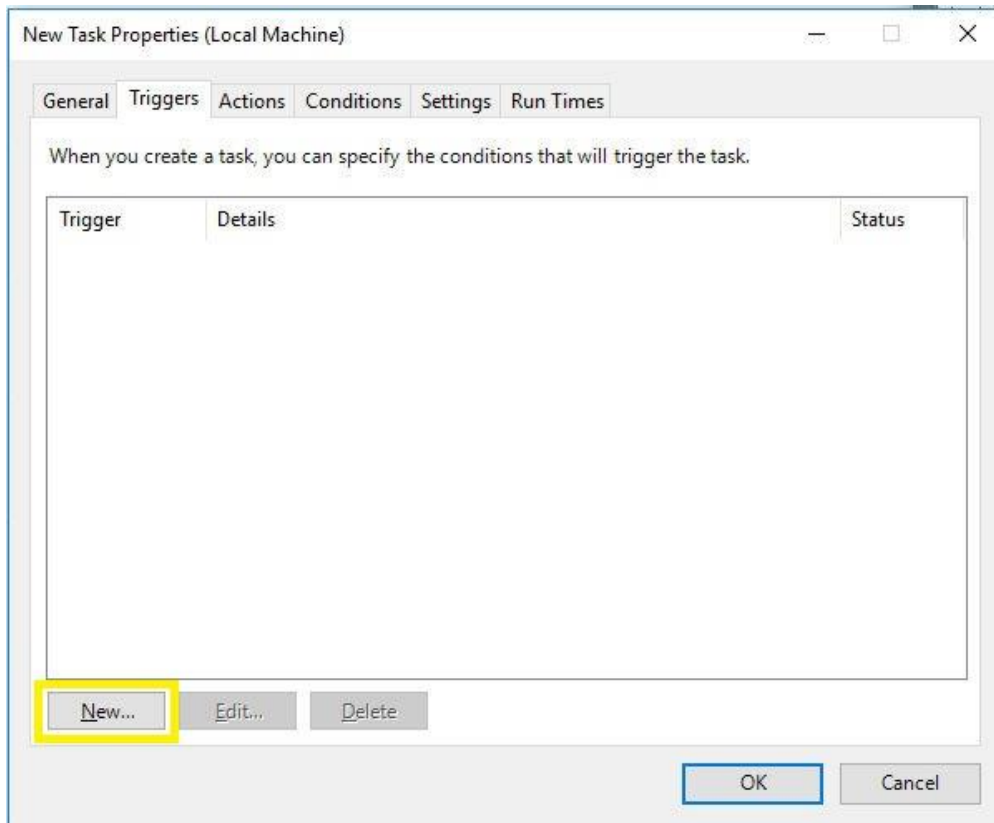 New Task Properties (Local Machine)
General Triggers Actions Conditions Settings Run Times
When you create a task, you can specify the conditions that will trigger the task.
Trigger Details Status
New... Edit... Delete
OK Cancel